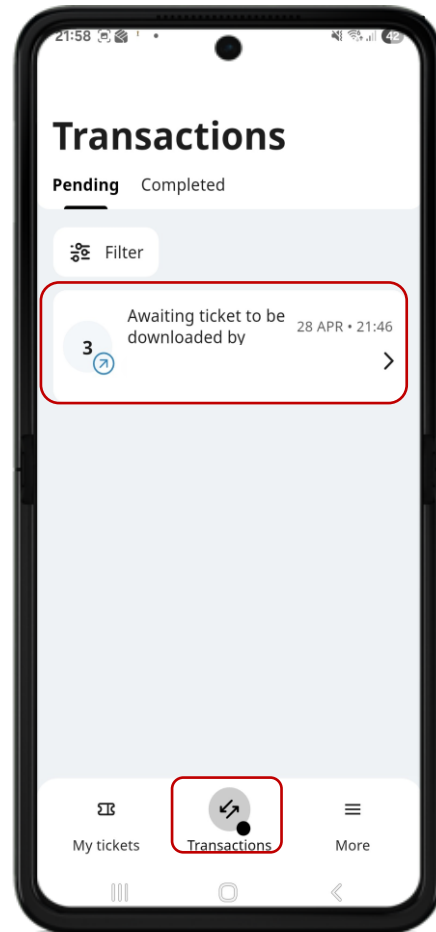 21:58
42
Transactions
Pending Completed
Filter
Awaiting ticket to be
downloaded by
28 APR • 21:46
3
My tickets
Transactions
More